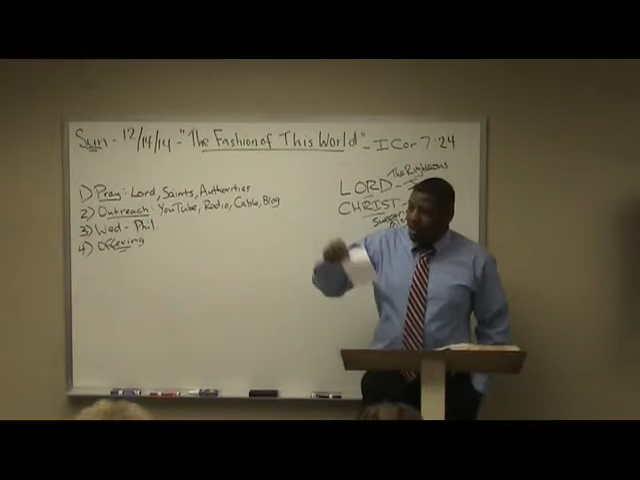 Sun - 12/14/14 - "The Fashion of This World" - I Cor 7:24
1) Pray: Lord, Saints, Authorities
2) Outreach: YouTube, Radio, Cable, Blog
3) Wed - Phil.
4) Offering
The Righteous
LORD -
CHRIST -